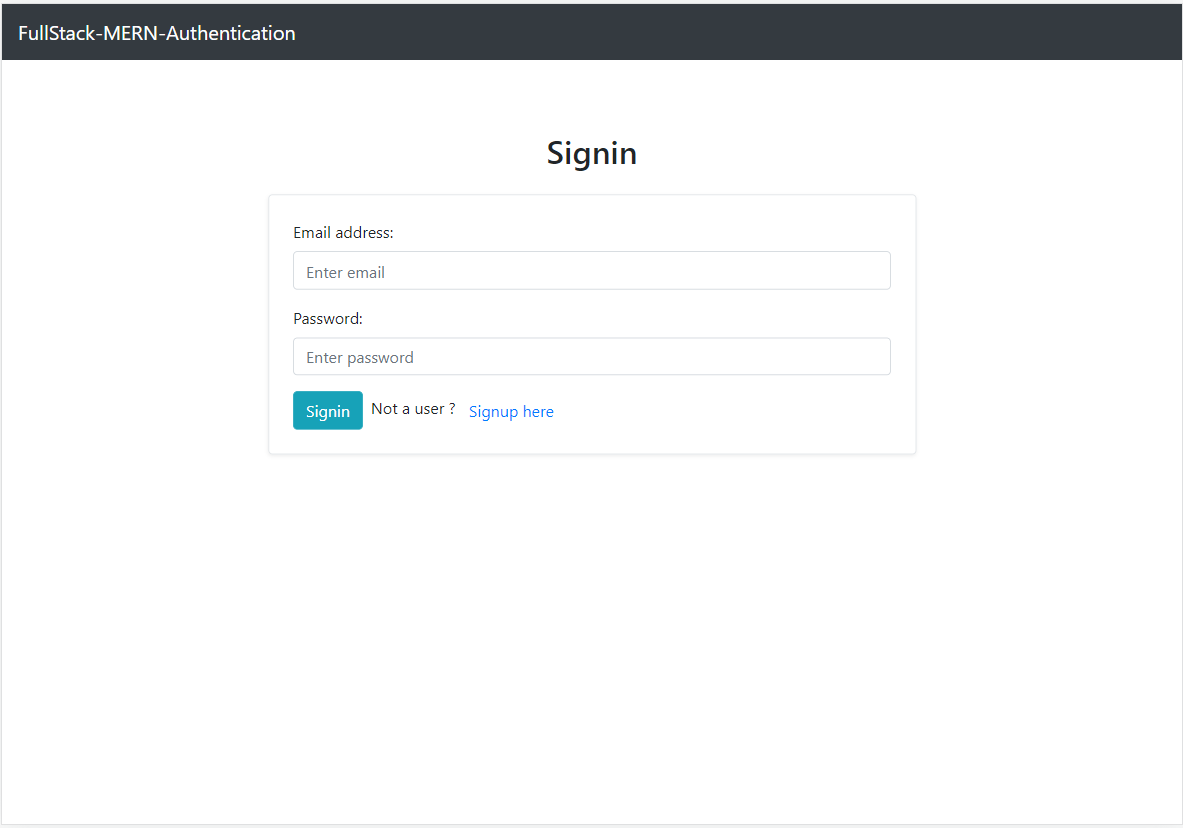 FullStack-MERN-Authentication
Signin
Email address:
Enter email
Password:
Enter password
Signin Not a user ? Signup here